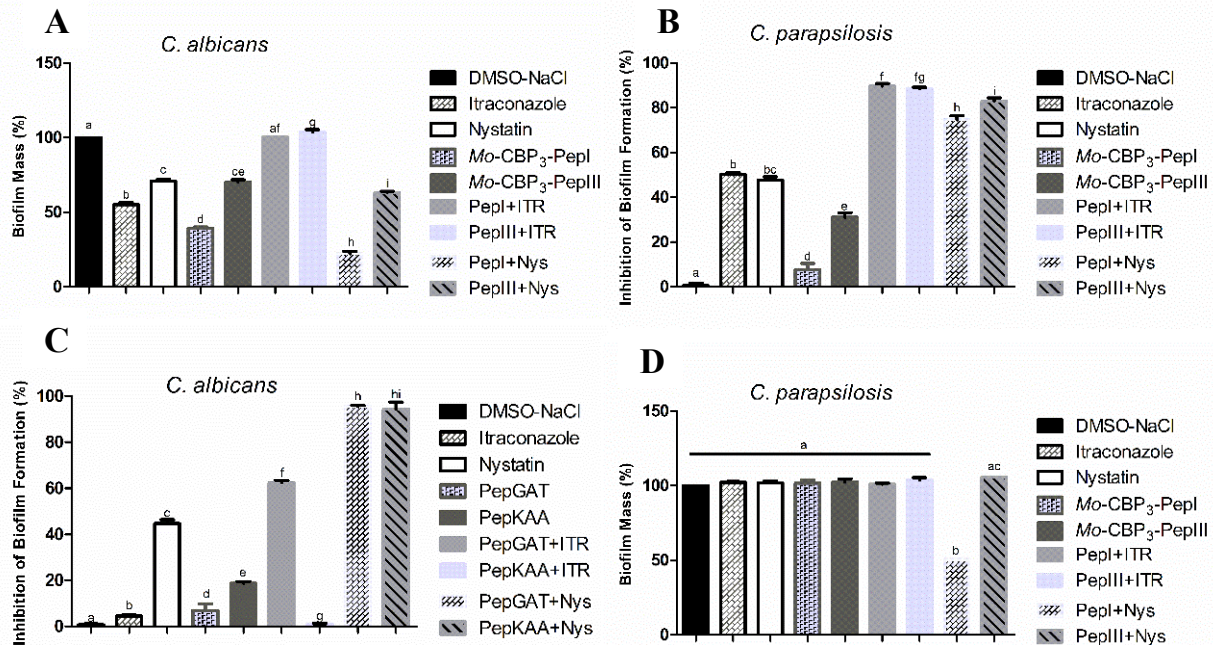 A
C. albicans
Biofilm Mass (%)
150
100
50
0
a
b
c
d
ce
af
g
h
i
DMSO-NaCl
Itraconazole
Nystatin
Mo-CBP3-PepI
Mo-CBP3-PepIII
PepI+ITR
PepIII+ITR
PepI+Nys
PepIII+Nys
B
C. parapsilosis
Inhibition of Biofilm Formation (%)
100
80
60
40
20
0
a
b
bc
d
e
f
fg
h
i
DMSO-NaCl
Itraconazole
Nystatin
Mo-CBP3-PepI
Mo-CBP3-PepIII
PepI+ITR
PepIII+ITR
PepI+Nys
PepIII+Nys
C
C. albicans
Inhibition of Biofilm Formation (%)
100
80
60
40
20
0
a
b
c
d
e
f
g
h
hi
DMSO-NaCl
Itraconazole
Nystatin
PepGAT
PepKAA
PepGAT+ITR
PepKAA+ITR
PepGAT+Nys
PepKAA+Nys
D
C. parapsilosis
Biofilm Mass (%)
150
100
50
0
a
b
ac
DMSO-NaCl
Itraconazole
Nystatin
Mo-CBP3-PepI
Mo-CBP3-PepIII
PepI+ITR
PepIII+ITR
PepI+Nys
PepIII+Nys